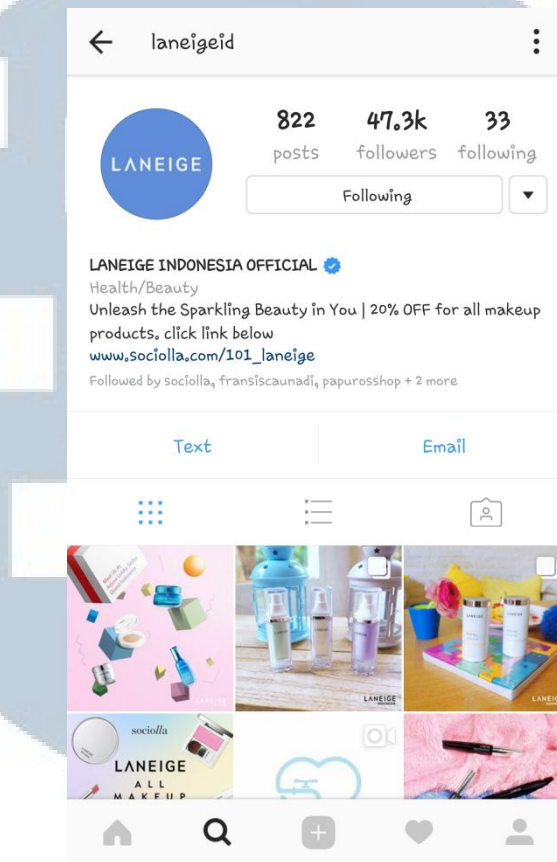 laneigeid
822 47.3k 33
posts followers following
LANEIGE
Following
LANEIGE INDONESIA OFFICIAL
Health/Beauty
Unleash the Sparkling Beauty in You | 20% OFF for all makeup
products. click link below
www.sociolla.com/101_laneige
Followed by sociolla, fransiscaunadi, papurosshop + 2 more
Text Email
LANEIGE
LANEIGE
LANEIGE
LANEIGE
sociolla
LANEIGE
ALL
MAKEUP